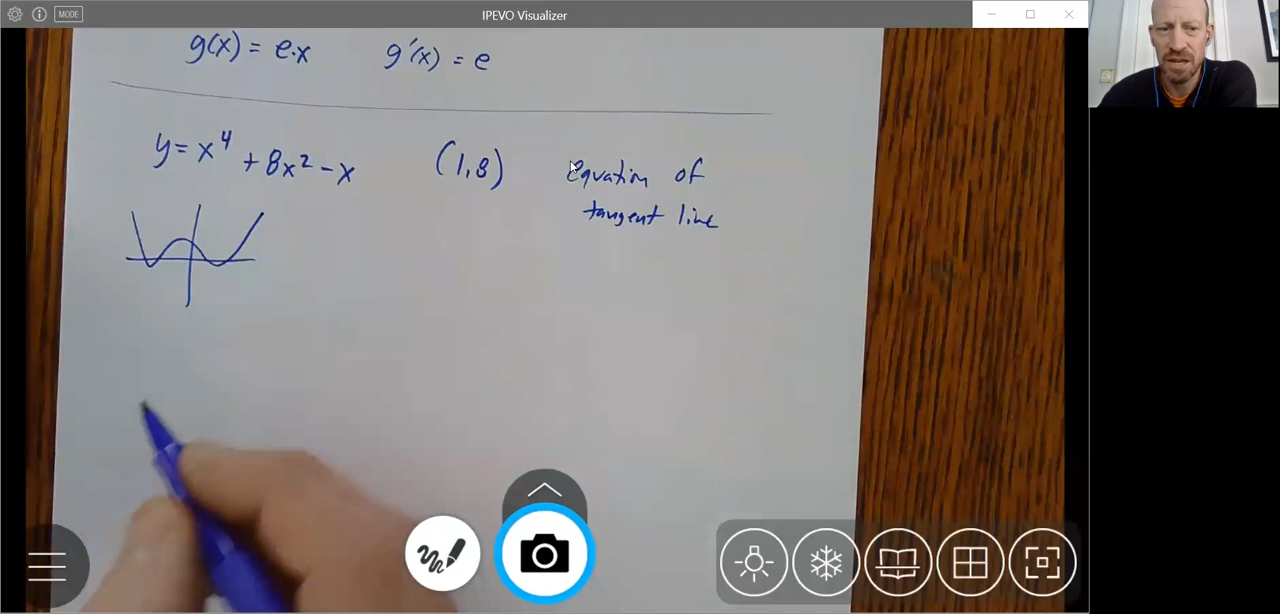 IPEVO Visualizer
MODE
g(x) = e·x g'(x) = e
y = x⁴ + 8x² - x (1,8) Equation of
tangent line